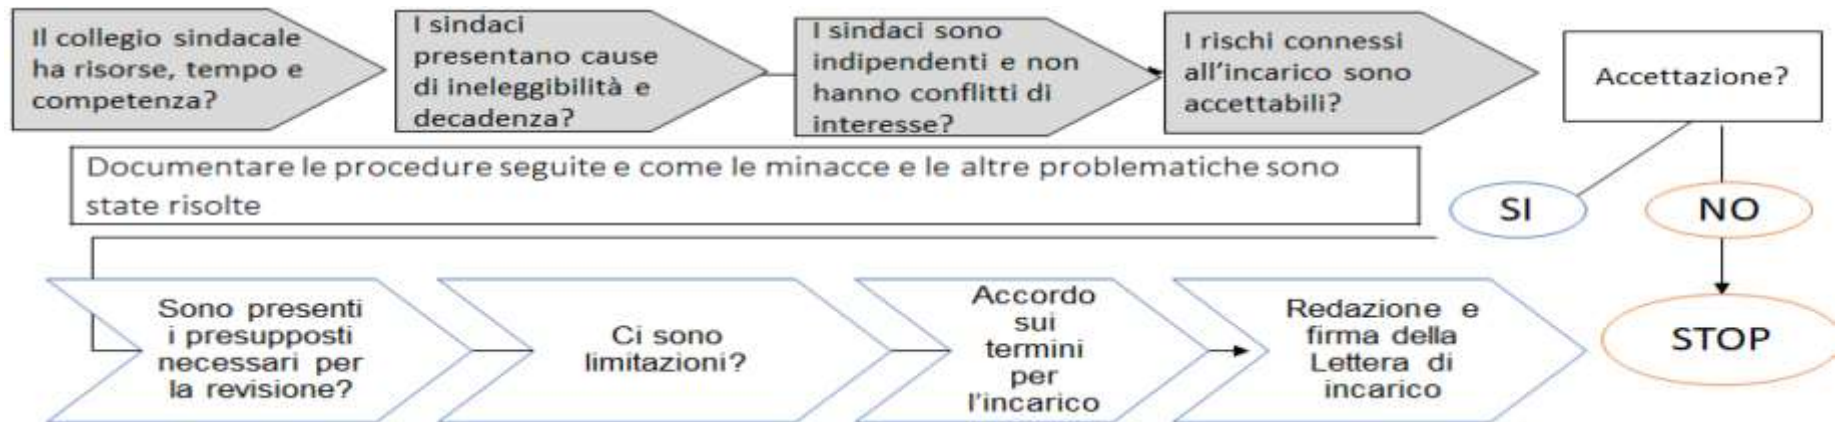 Il collegio sindacale
ha risorse, tempo e
competenza?
I sindaci
presentano cause
di ineleggibilità e
decadenza?
I sindaci sono
indipendenti e non
hanno conflitti di
interesse?
I rischi connessi
all'incarico sono
accettabili?
Accettazione?
Documentare le procedure seguite e come le minacce e le altre problematiche sono
state risolte
SI
NO
Sono presenti
i presupposti
necessari per
la revisione?
Ci sono
limitazioni?
Accordo
sui
termini
per
l'incarico
Redazione e
firma della
Lettera di
incarico
STOP